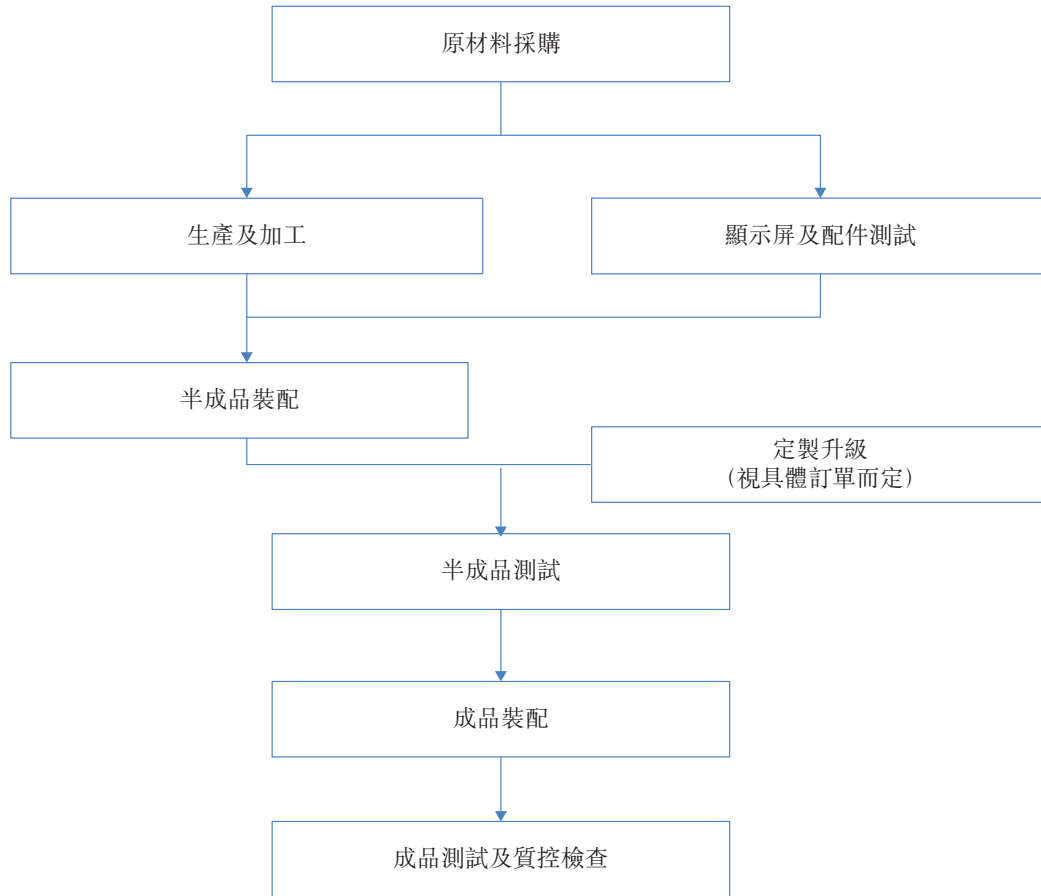 原材料採購
生產及加工
顯示屏及配件測試
半成品裝配
定製升級
(視具體訂單而定)
半成品測試
成品裝配
成品測試及質控檢查